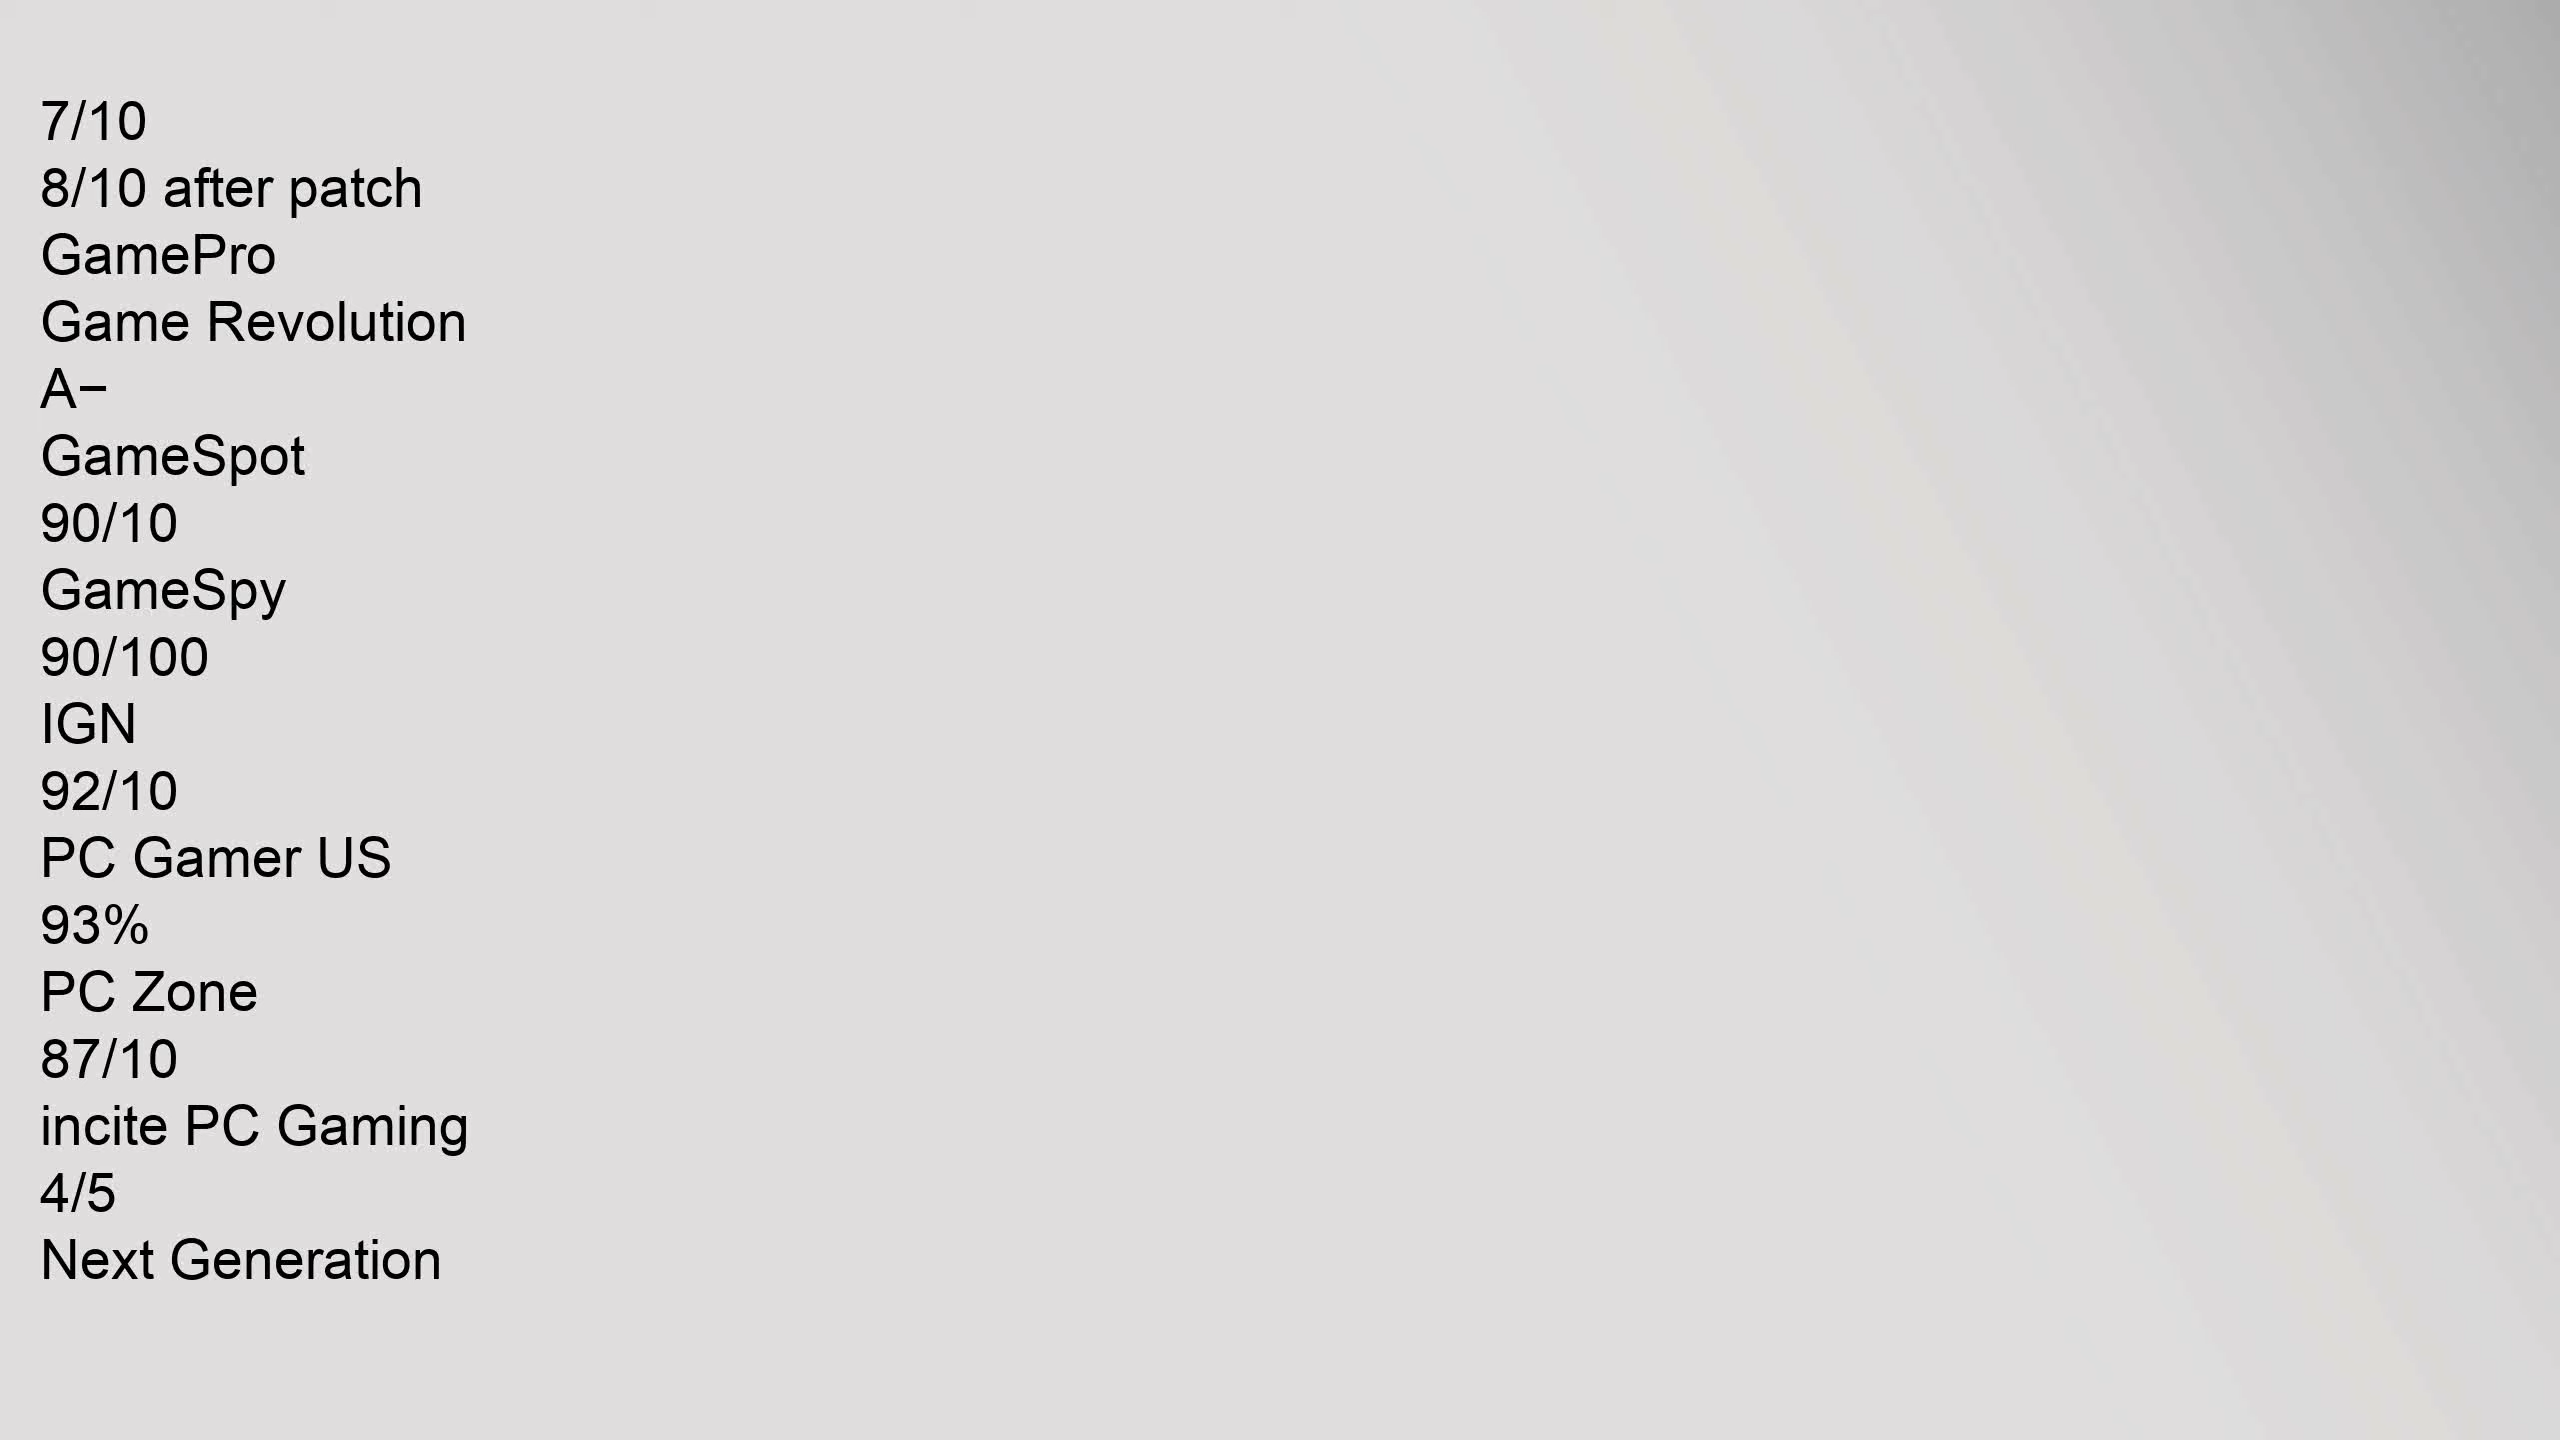 7/10
8/10 after patch
GamePro
Game Revolution
A−
GameSpot
90/10
GameSpy
90/100
IGN
92/10
PC Gamer US
93%
PC Zone
87/10
incite PC Gaming
4/5
Next Generation